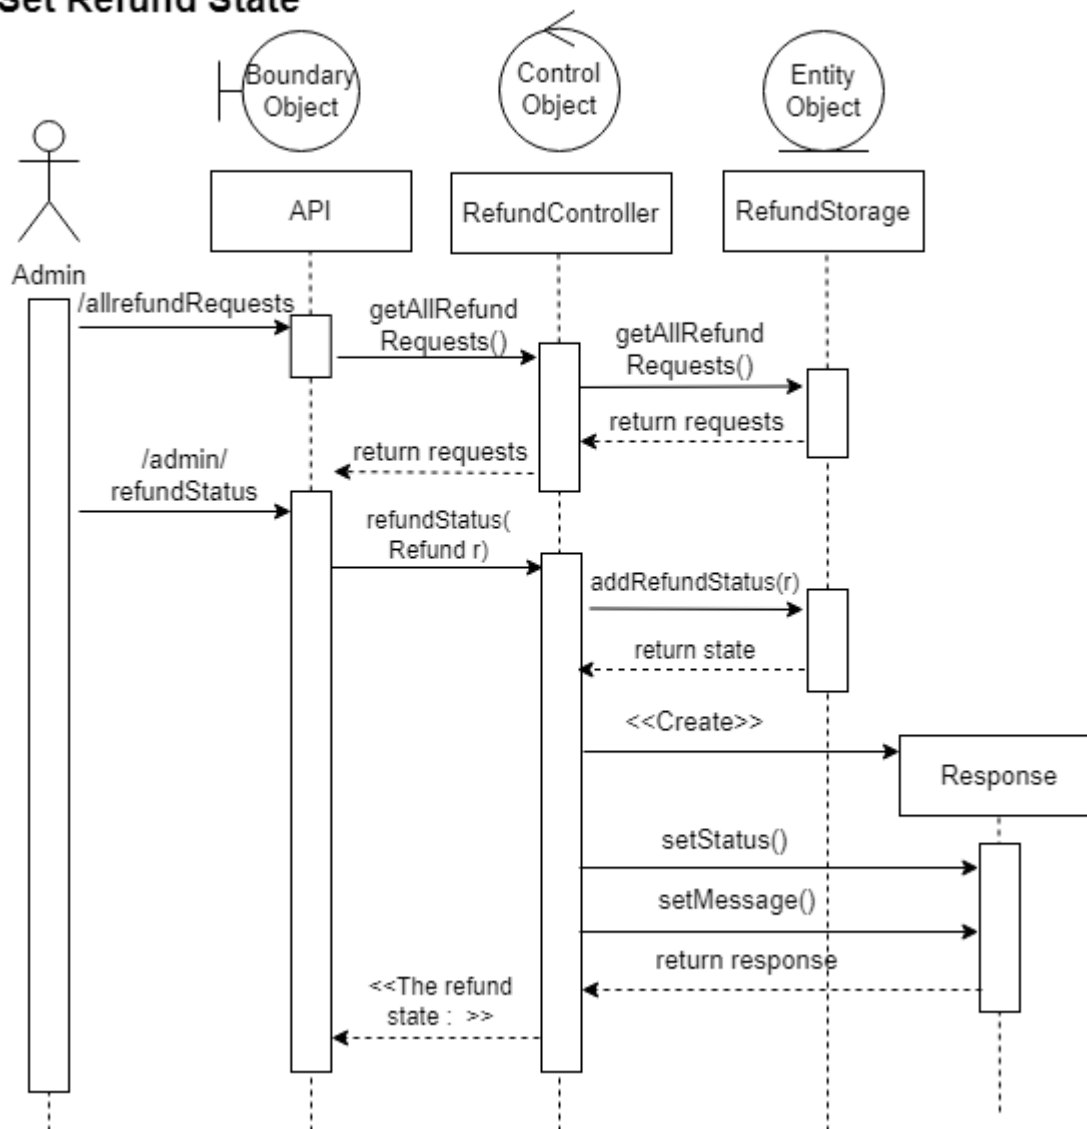 Set Refund State
Boundary
Object
Control
Object
Entity
Object
API
RefundController
RefundStorage
Admin
/allrefundRequests
getAllRefund
Requests()
getAllRefund
Requests()
return requests
return requests
/admin/
refundStatus
refundStatus(
Refund r)
addRefundStatus(r)
return state
<<Create>>
Response
setStatus()
setMessage()
return response
<<The refund
state :  >>